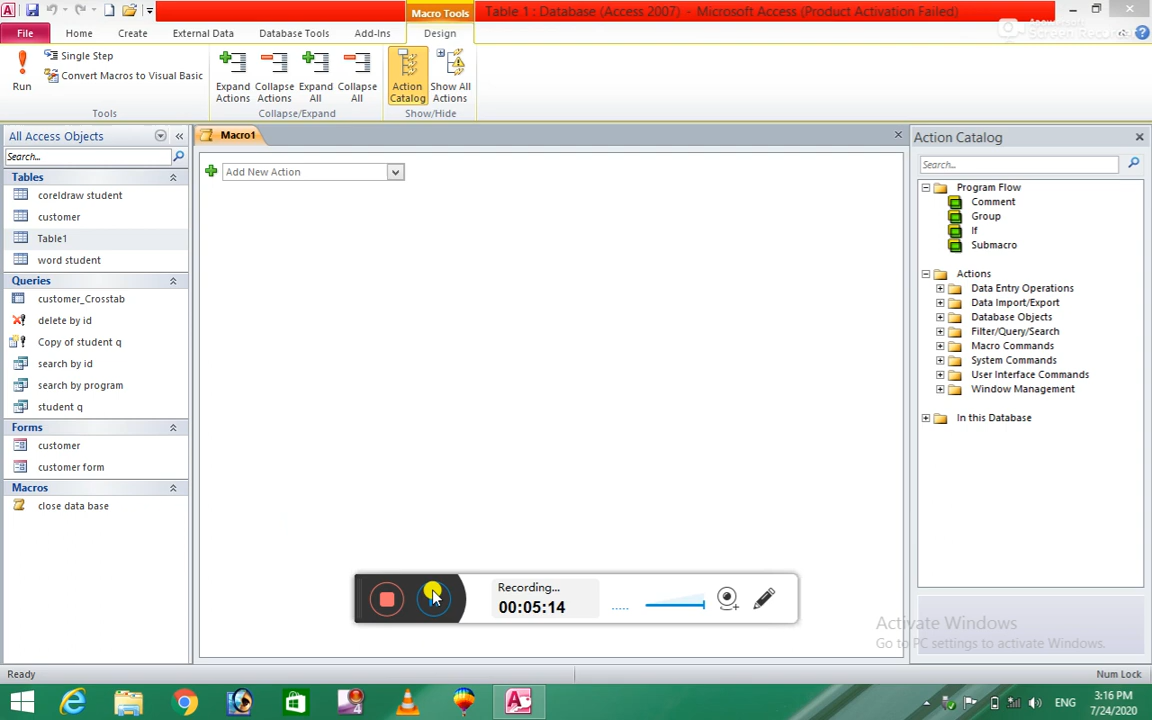 Macro Tools
Table 1 : Database (Access 2007) - Microsoft Access (Product Activation Failed)
Apowersoft
Screen Recorder
File
Home
Create
External Data
Database Tools
Add-Ins
Design
Run
Single Step
Convert Macros to Visual Basic
Tools
Expand Actions
Collapse Actions
Expand All
Collapse All
Collapse/Expand
Action Catalog
Show All Actions
Show/Hide
All Access Objects
Search...
Tables
coreldraw student
customer
Table1
word student
Queries
customer_Crosstab
delete by id
Copy of student q
search by id
search by program
student q
Forms
customer
customer form
Macros
close data base
Macro1
Add New Action
Action Catalog
Search...
Program Flow
Comment
Group
If
Submacro
Actions
Data Entry Operations
Data Import/Export
Database Objects
Filter/Query/Search
Macro Commands
System Commands
User Interface Commands
Window Management
In this Database
Recording...
00:05:14
Activate Windows
Go to PC settings to activate Windows.
Ready
Num Lock
ENG
3:16 PM
7/24/2020